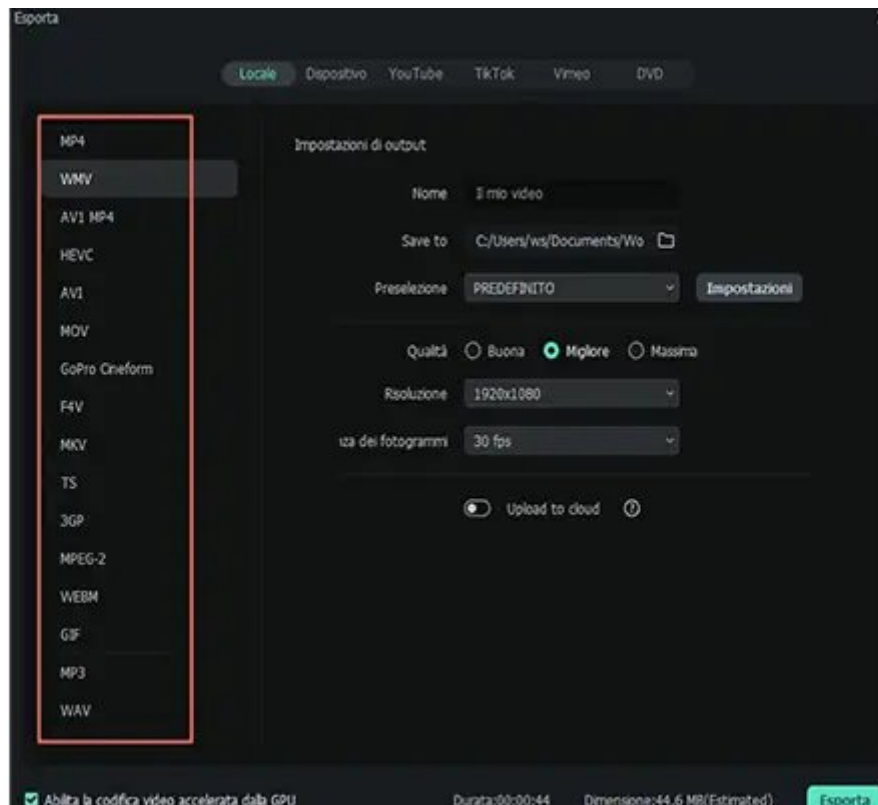 Esporta
Locale Dispositivo YouTube TikTok Vimeo DVD
MP4
WMV
AV1 MP4
HEVC
AVI
MOV
GoPro Cineform
F4V
MKV
TS
3GP
MPEG-2
WEBM
GIF
MP3
WAV
Impostazioni di output
Nome Il mio video
Save to C:/Users/ws/Documents/Wo
Preselezione PREDEFINITO Impostazioni
Qualità Buona Migliore Massima
Risoluzione 1920x1080
za dei fotogrammi 30 fps
Upload to cloud ?
Abilita la codifica video accelerata dalla GPU Durata:00:00:44 Dimensione:44.6 MB(Estimated) Esporta